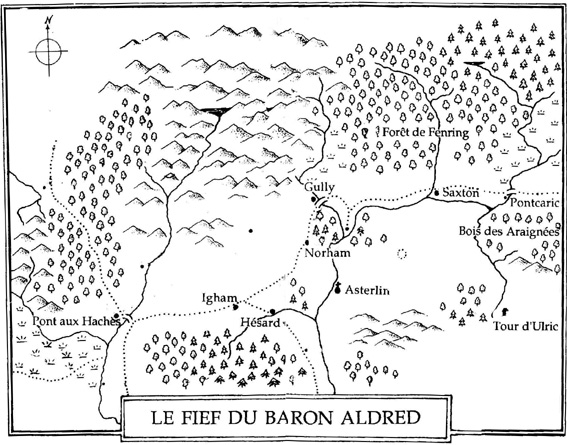 N
Forêt de Fenring
Gully
Saxton
Pontcaric
Bois des Araignées
Norham
Asterlin
Igham
Hésard
Pont aux Haches
Tour d'Ulric
LE FIEF DU BARON ALDRED